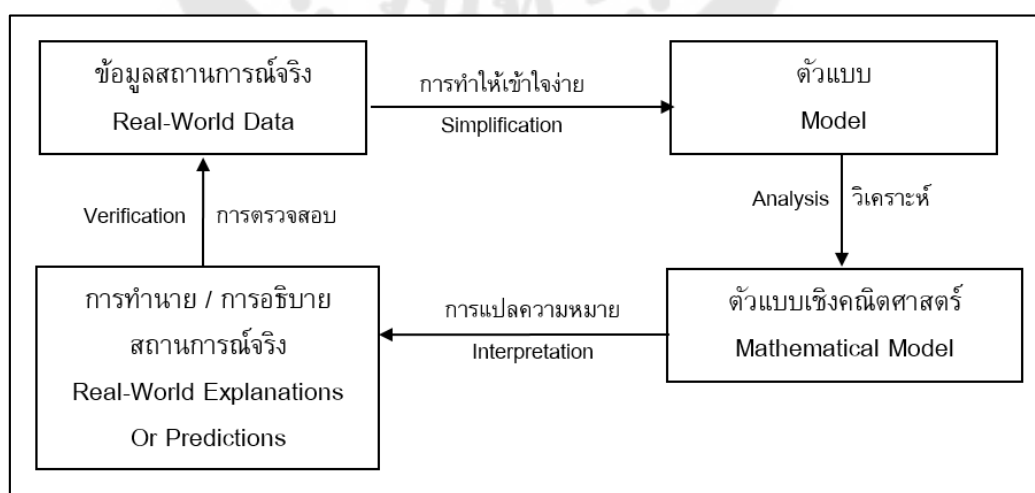 ข้อมูลสถานการณ์จริง
Real-World Data
การทำให้เข้าใจง่าย
Simplification
ตัวแบบ
Model
Analysis วิเคราะห์
Verification การตรวจสอบ
การทำนาย / การอธิบาย
สถานการณ์จริง
Real-World Explanations
Or Predictions
การแปลความหมาย
Interpretation
ตัวแบบเชิงคณิตศาสตร์
Mathematical Model